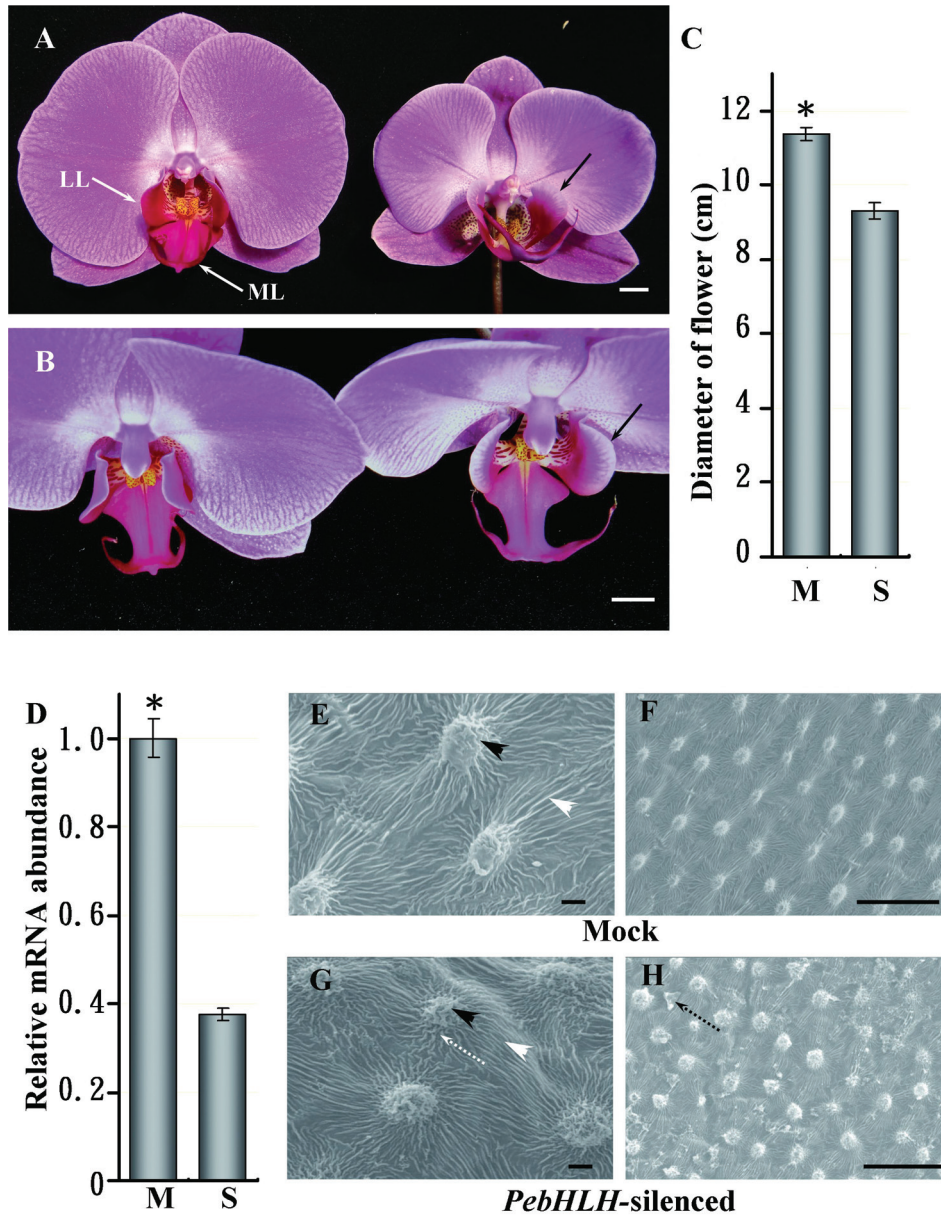 A
LL
ML
B
C
Diameter of flower (cm)
12
10
8
6
4
2
0
*
M
S
D
Relative mRNA abundance
1.0
0.8
0.6
0.4
0.2
0
*
M
S
E
F
Mock
G
H
PebHLH-silenced